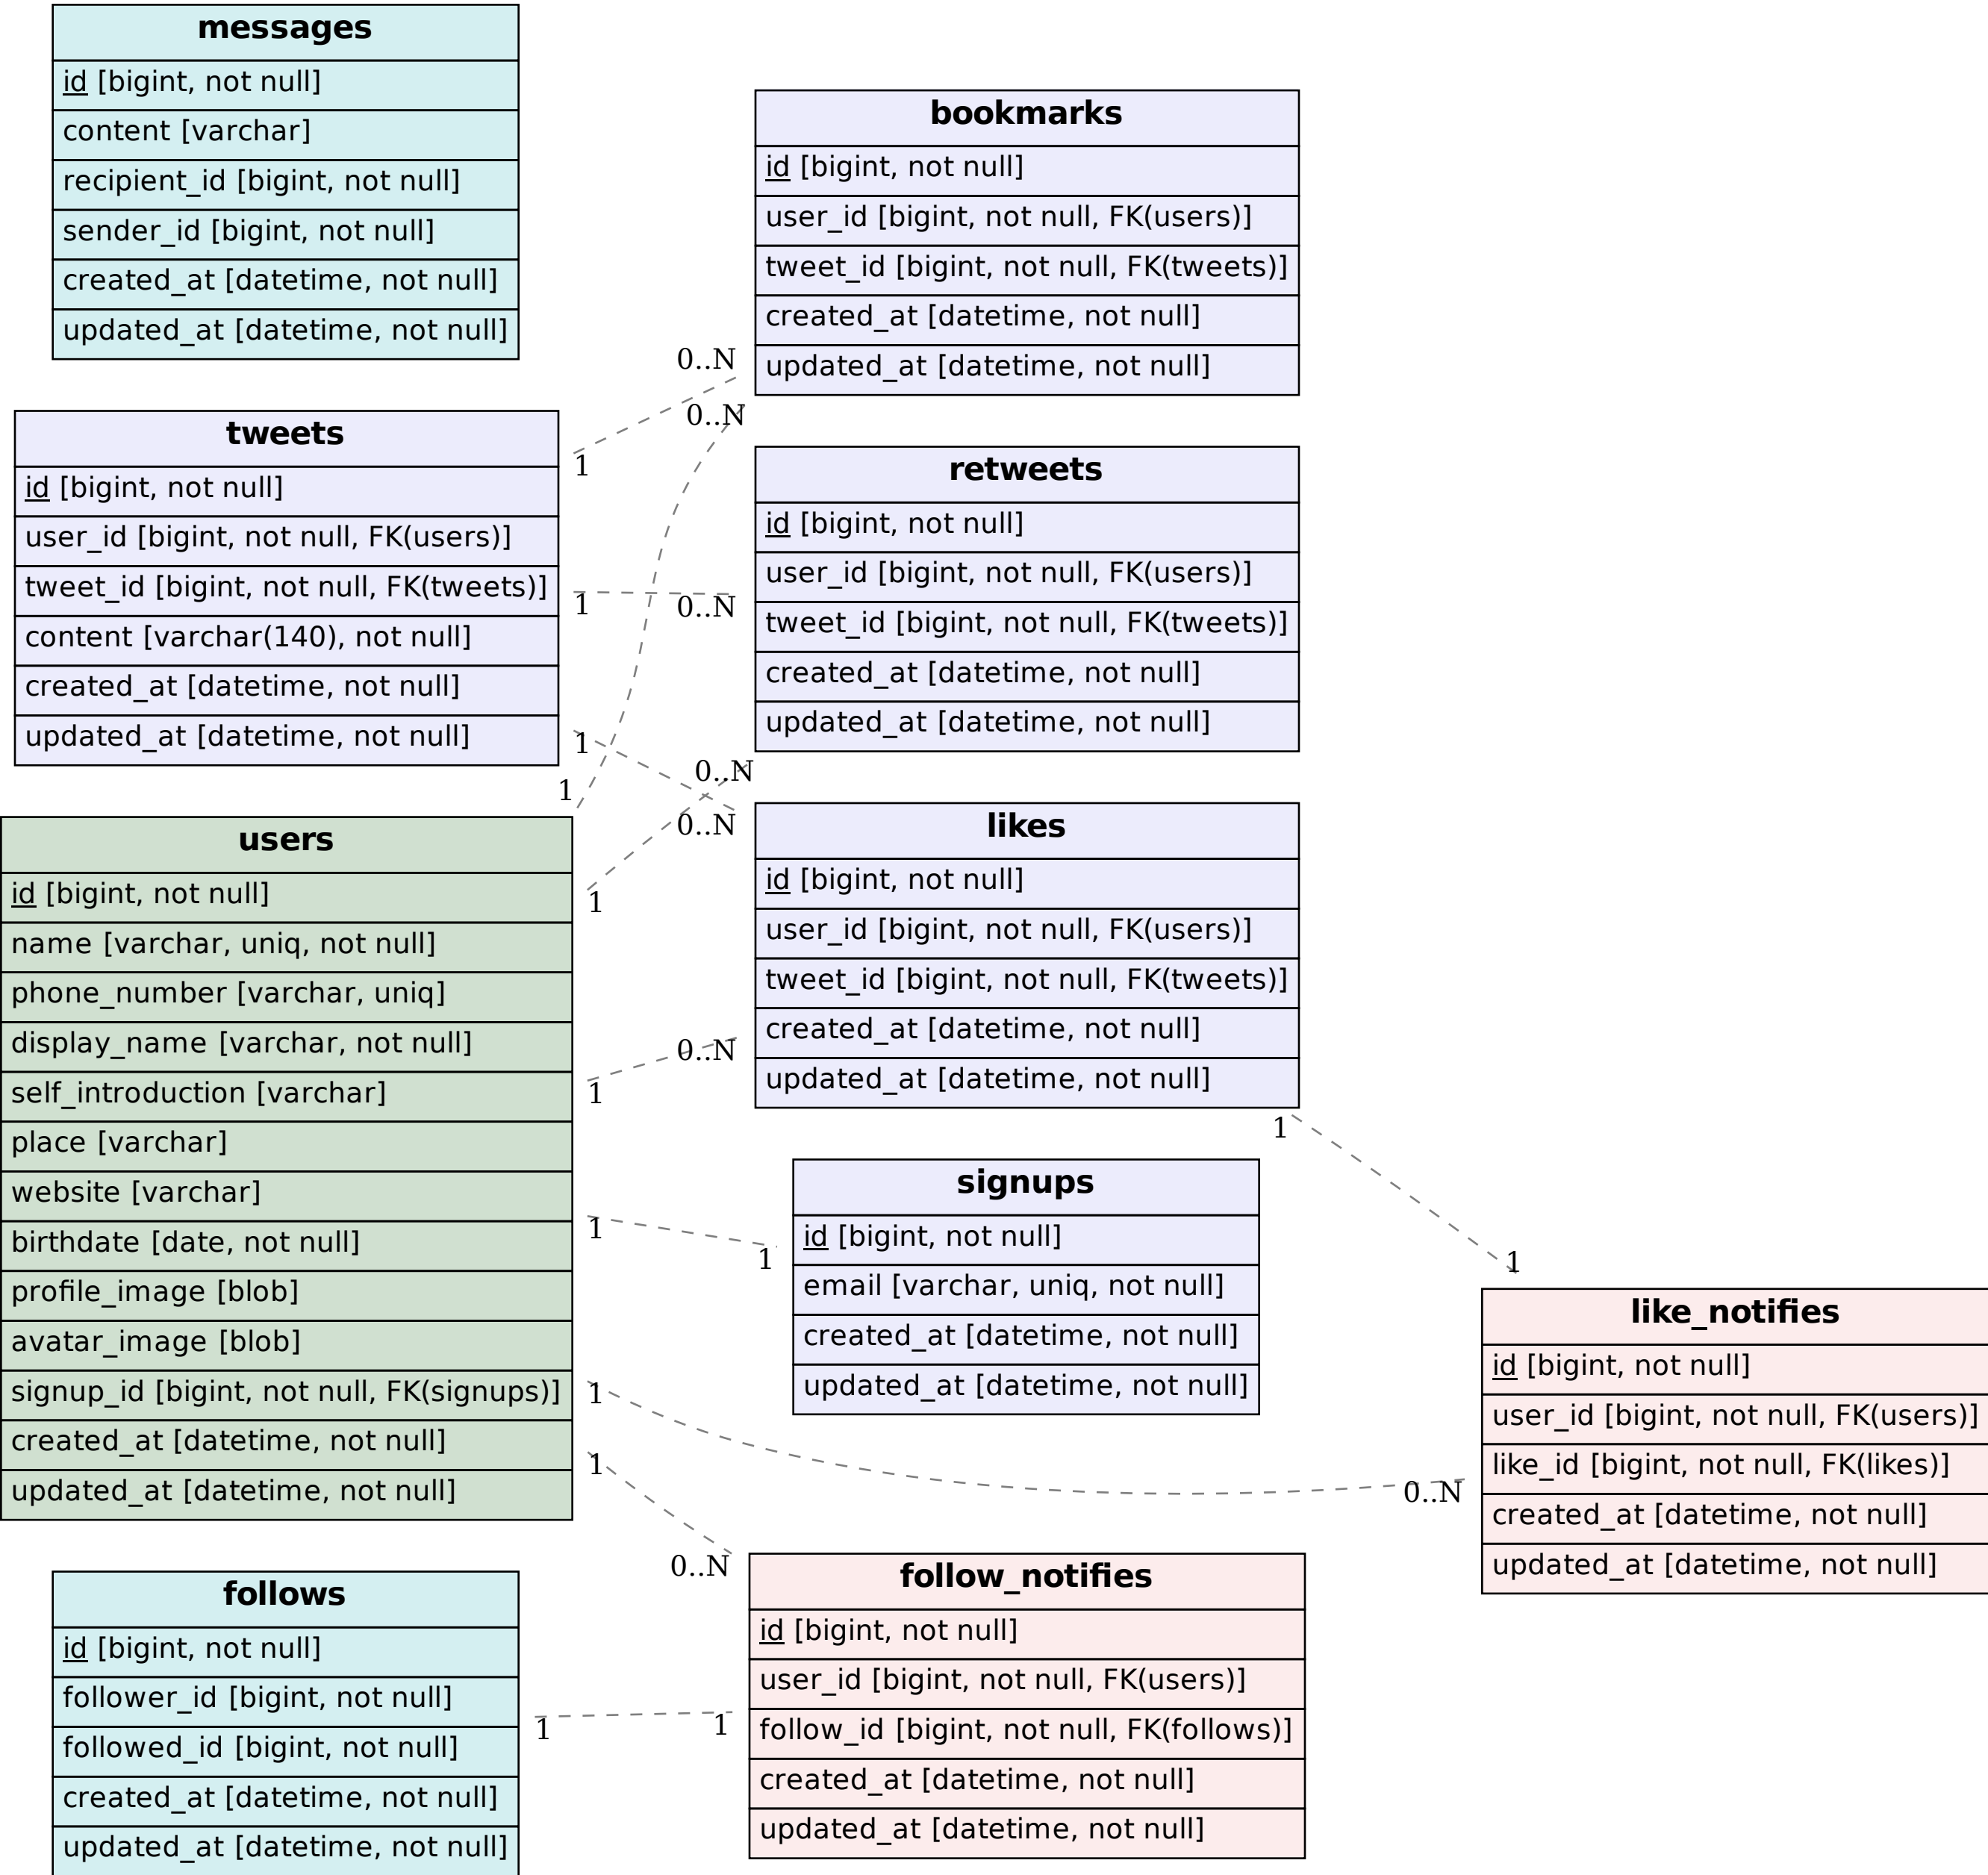 messages
id [bigint, not null]
content [varchar]
recipient_id [bigint, not null]
sender_id [bigint, not null]
created_at [datetime, not null]
updated_at [datetime, not null]
bookmarks
id [bigint, not null]
user_id [bigint, not null, FK(users)]
tweet_id [bigint, not null, FK(tweets)]
created_at [datetime, not null]
updated_at [datetime, not null]
0..N
0..N
1
tweets
id [bigint, not null]
user_id [bigint, not null, FK(users)]
tweet_id [bigint, not null, FK(tweets)]
content [varchar(140), not null]
created_at [datetime, not null]
updated_at [datetime, not null]
1
0..N
1
retweets
id [bigint, not null]
user_id [bigint, not null, FK(users)]
tweet_id [bigint, not null, FK(tweets)]
created_at [datetime, not null]
updated_at [datetime, not null]
0..N
1
0..N
users
id [bigint, not null]
name [varchar, uniq, not null]
phone_number [varchar, uniq]
display_name [varchar, not null]
self_introduction [varchar]
place [varchar]
website [varchar]
birthdate [date, not null]
profile_image [blob]
avatar_image [blob]
signup_id [bigint, not null, FK(signups)]
created_at [datetime, not null]
updated_at [datetime, not null]
1
0..N
1
likes
id [bigint, not null]
user_id [bigint, not null, FK(users)]
tweet_id [bigint, not null, FK(tweets)]
created_at [datetime, not null]
updated_at [datetime, not null]
1
1
1
1
signups
id [bigint, not null]
email [varchar, uniq, not null]
created_at [datetime, not null]
updated_at [datetime, not null]
like_notifies
id [bigint, not null]
user_id [bigint, not null, FK(users)]
like_id [bigint, not null, FK(likes)]
created_at [datetime, not null]
updated_at [datetime, not null]
1
0..N
1
0..N
follows
id [bigint, not null]
follower_id [bigint, not null]
followed_id [bigint, not null]
created_at [datetime, not null]
updated_at [datetime, not null]
1
1
follow_notifies
id [bigint, not null]
user_id [bigint, not null, FK(users)]
follow_id [bigint, not null, FK(follows)]
created_at [datetime, not null]
updated_at [datetime, not null]